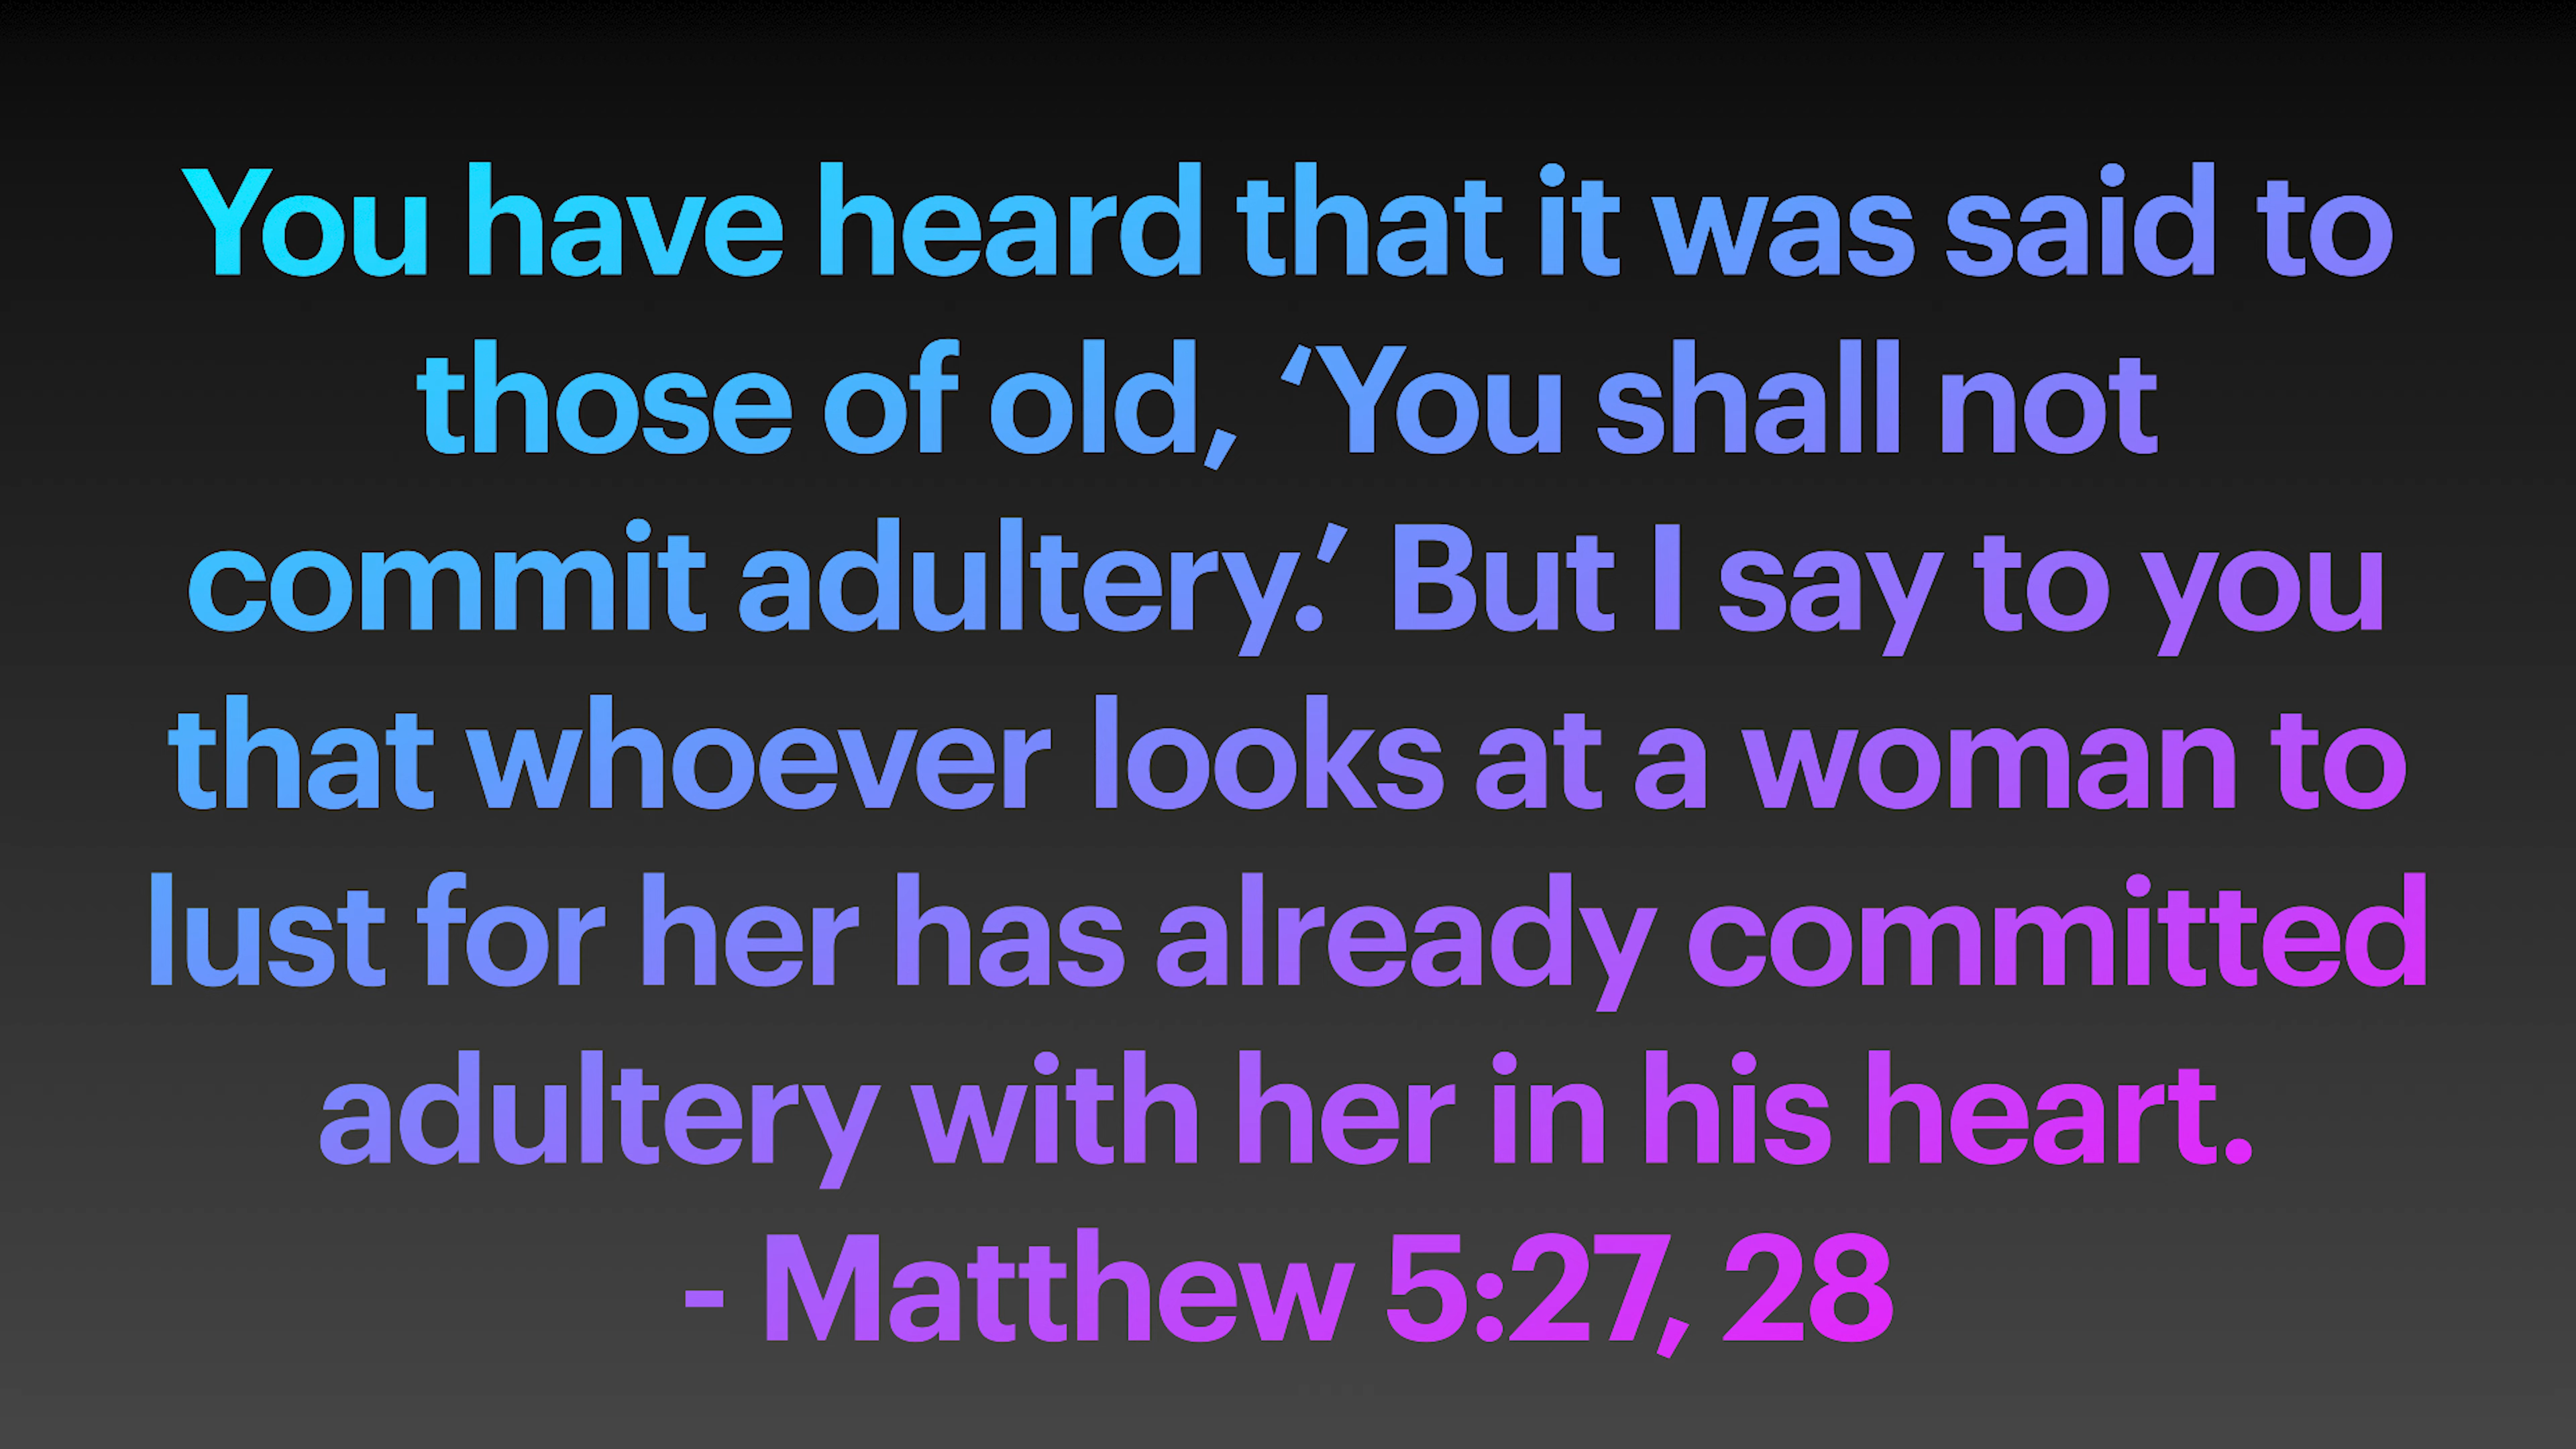 You have heard that it was said to
those of old, ‘You shall not
commit adultery.’ But I say to you
that whoever looks at a woman to
lust for her has already committed
adultery with her in his heart.
- Matthew 5:27, 28